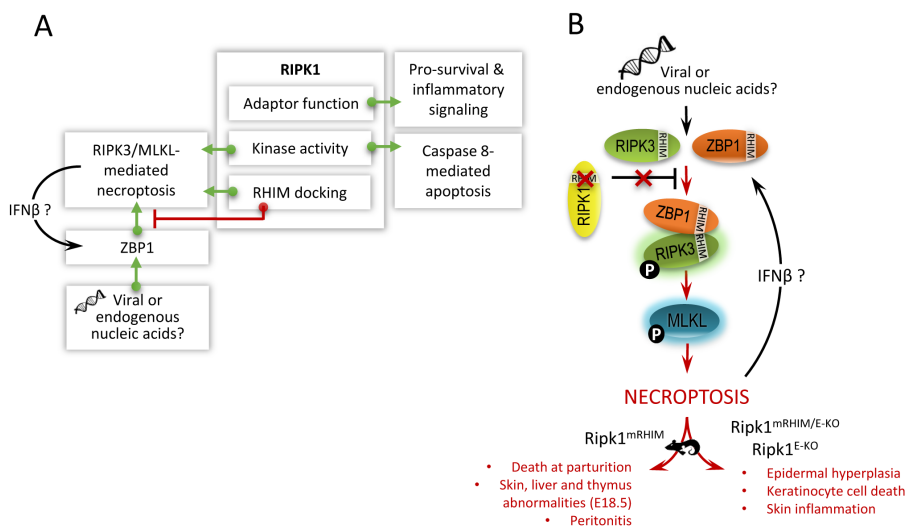 A
RIPK1
Adaptor function
Kinase activity
RHIM docking
Pro-survival &
inflammatory
signaling
Caspase 8-
mediated
apoptosis
RIPK3/MLKL-
mediated
necroptosis
IFNβ ?
ZBP1
Viral or
endogenous
nucleic acids?
B
Viral or
endogenous nucleic acids?
RIPK3
RHIM
ZBP1
RHIM
RHIM
RIPK1
ZBP1
RHIM
RIPK3
RHIM
P
IFNβ ?
MLKL
P
NECROPTOSIS
Ripk1mRHIM
Ripk1mRHIM/E-KO
Ripk1E-KO
• Death at parturition
• Skin, liver and thymus
abnormalities (E18.5)
• Peritonitis
• Epidermal hyperplasia
• Keratinocyte cell death
• Skin inflammation